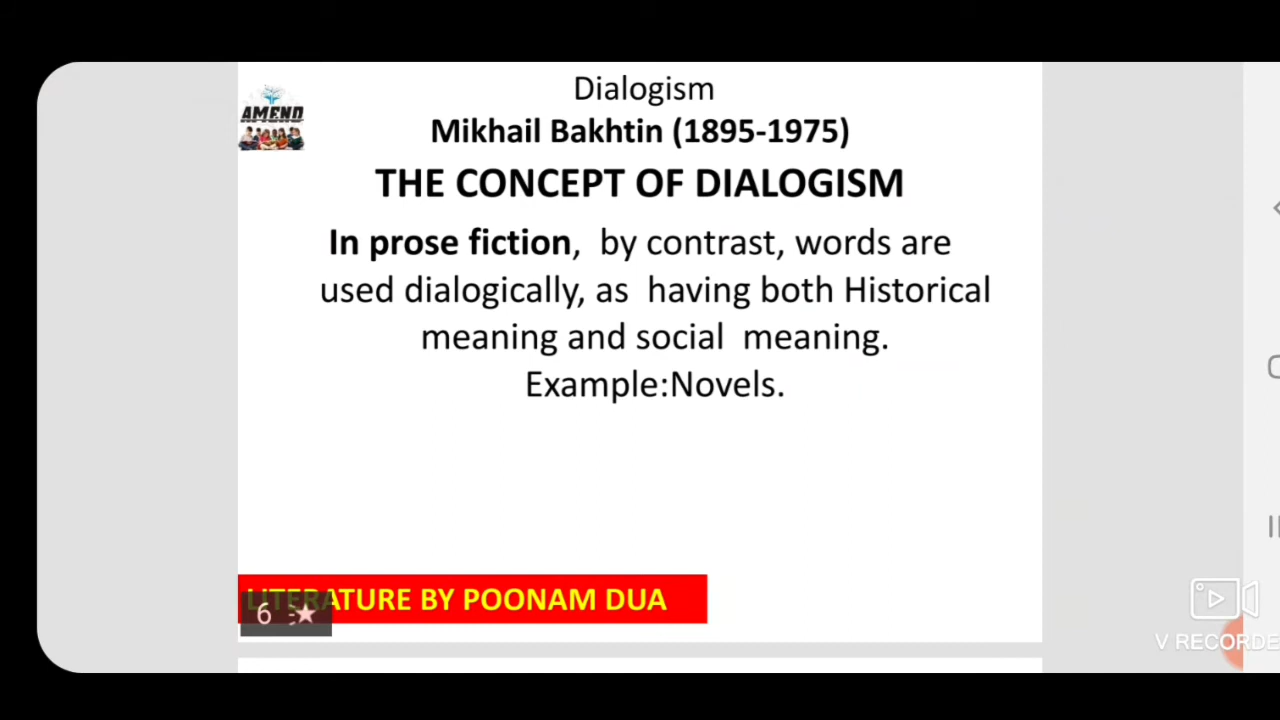 Dialogism
AMEND
Mikhail Bakhtin (1895-1975)
THE CONCEPT OF DIALOGISM
In prose fiction, by contrast, words are
used dialogically, as having both Historical
meaning and social meaning.
Example:Novels.
LITERATURE BY POONAM DUA
6
V RECORDE